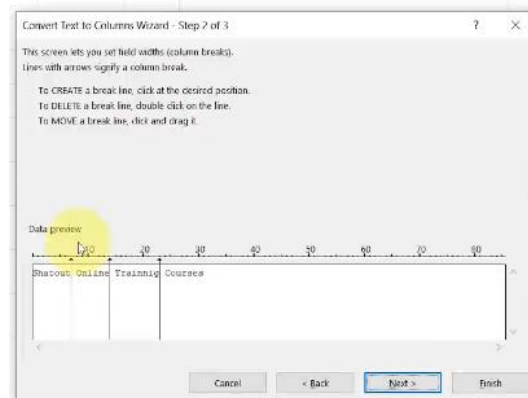 Convert Text to Columns Wizard - Step 2 of 3 ? ×
This screen lets you set field widths (column breaks).
Lines with arrows signify a column break.
To CREATE a break line, click at the desired position.
To DELETE a break line, double click on the line.
To MOVE a break line, click and drag it.
Data preview
10 20 30 40 50 60 70 80
Shatout Online Trainnig Courses
Cancel < Back Next > Finish